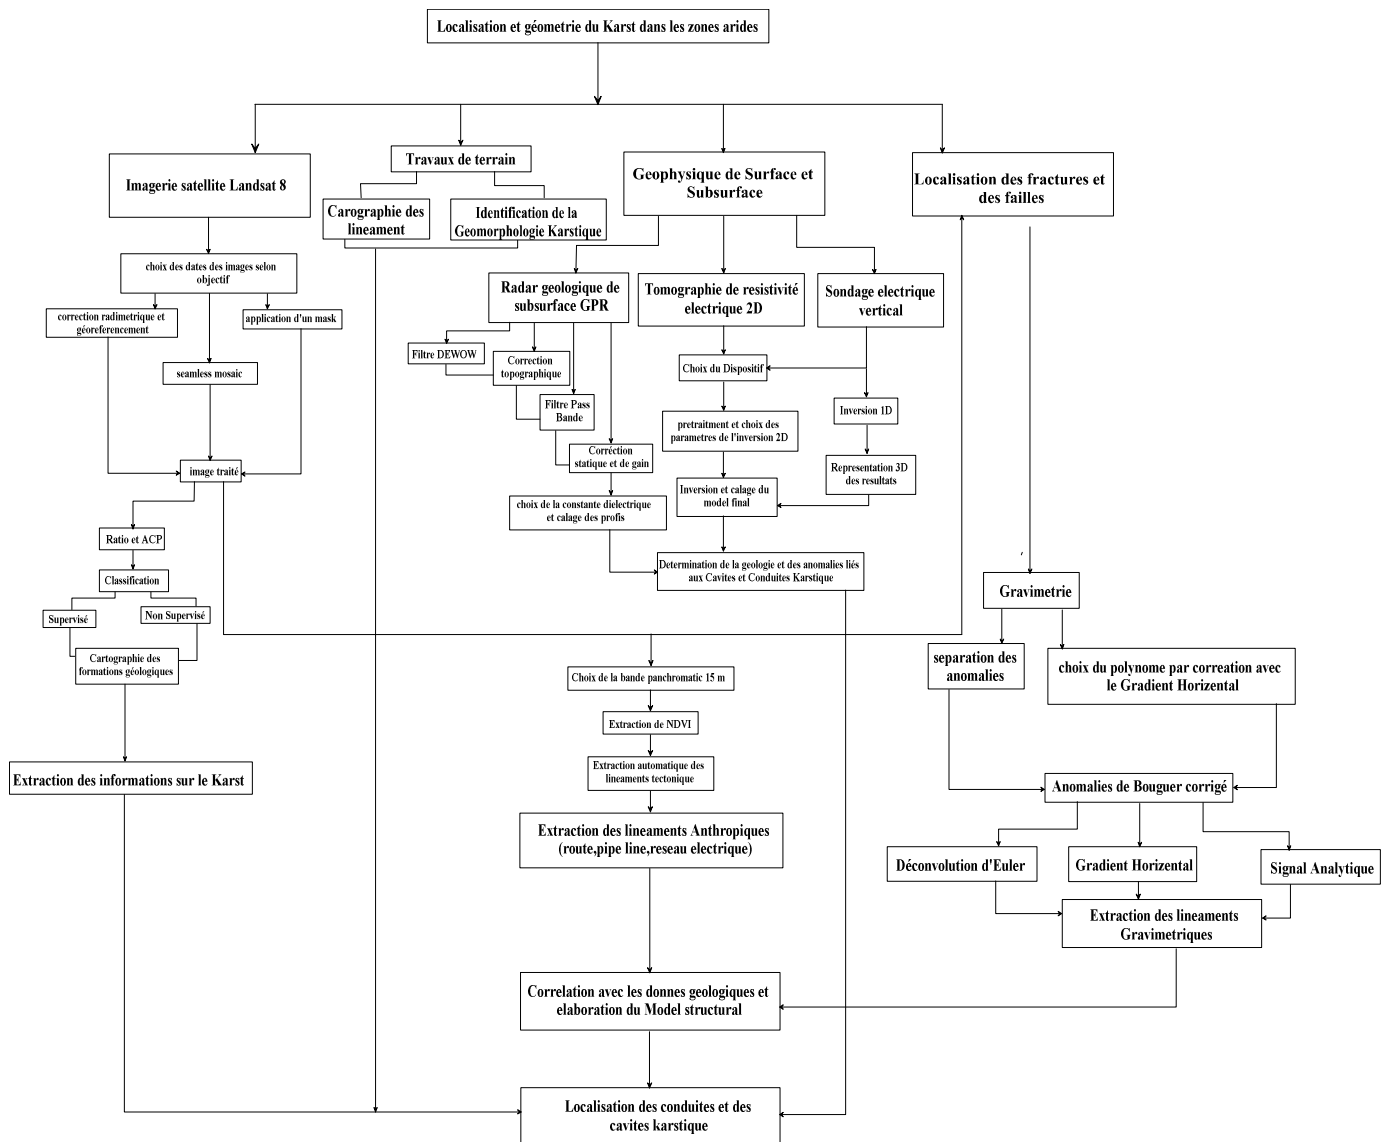 Localisation et géometrie du Karst dans les zones arides
Imagerie satellite Landsat 8
Travaux de terrain
Geophysique de Surface et
Subsurface
Localisation des fractures et
des failles
Carographie des
lineament
Identification de la
Geomorphologie Karstique
choix des dates des images selon
objectif
correction radimetrique et
géoreferencement
application d'un mask
seamless mosaic
image traité
Ratio et ACP
Classification
Supervisé
Non Supervisé
Cartographie des
formations géologiques
Extraction des informations sur le Karst
Radar geologique de
subsurface GPR
Tomographie de resistivité
electrique 2D
Sondage electrique
vertical
Filtre DEWOW
Correction
topographique
Filtre Pass
Bande
Corréction
statique et de gain
choix de la constante dielectrique
et calage des profis
Choix du Dispositif
pretraitment et choix des
parametres de l'inversion 2D
Inversion et calage du
model final
Inversion 1D
Representation 3D
des resultats
Determination de la geologie et des anomalies liés
aux Cavites et Conduites Karstique
Choix de la bande panchromatic 15 m
Extraction de NDVI
Extraction automatique des
lineaments tectonique
Extraction des lineaments Anthropiques
(route,pipe line,reseau electrique)
Gravimetrie
separation des
anomalies
choix du polynome par correation avec
le Gradient Horizental
Anomalies de Bouguer corrigé
Déconvolution d'Euler
Gradient Horizental
Signal Analytique
Extraction des lineaments
Gravimetriques
Correlation avec les donnes geologiques et
elaboration du Model structural
Localisation des conduites et des
cavites karstique